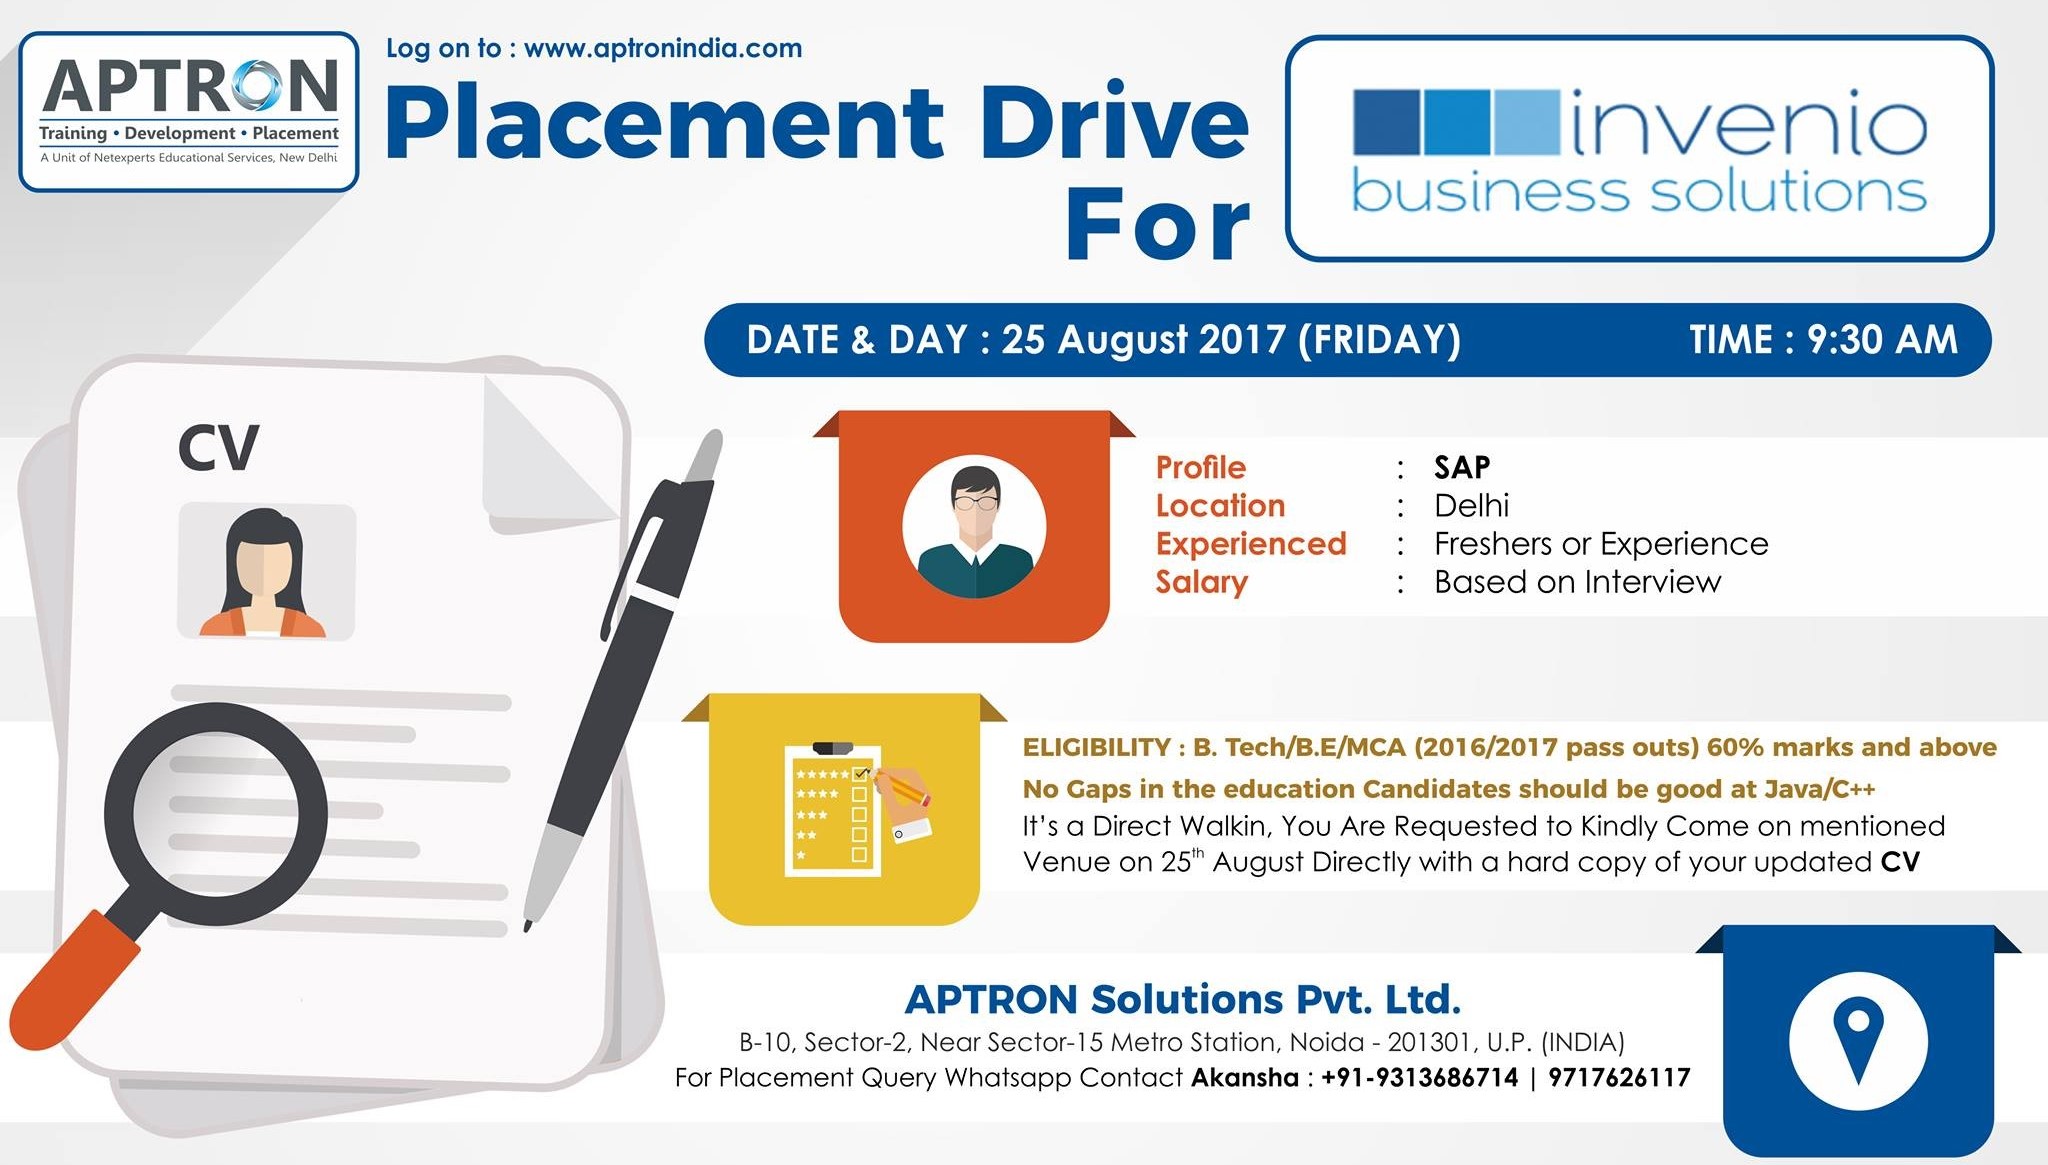 APTRON
Training • Development • Placement
A Unit of Netexperts Educational Services, New Delhi
Log on to : www.aptronindia.com
Placement Drive
For
invenio
business solutions
DATE & DAY : 25 August 2017 (FRIDAY) TIME : 9:30 AM
CV
Profile : SAP
Location : Delhi
Experienced : Freshers or Experience
Salary : Based on Interview
ELIGIBILITY : B. Tech/B.E/MCA (2016/2017 pass outs) 60% marks and above
No Gaps in the education Candidates should be good at Java/C++
It's a Direct Walkin, You Are Requested to Kindly Come on mentioned
Venue on 25th August Directly with a hard copy of your updated CV
APTRON Solutions Pvt. Ltd.
B-10, Sector-2, Near Sector-15 Metro Station, Noida - 201301, U.P. (INDIA)
For Placement Query Whatsapp Contact Akansha : +91-9313686714 | 9717626117